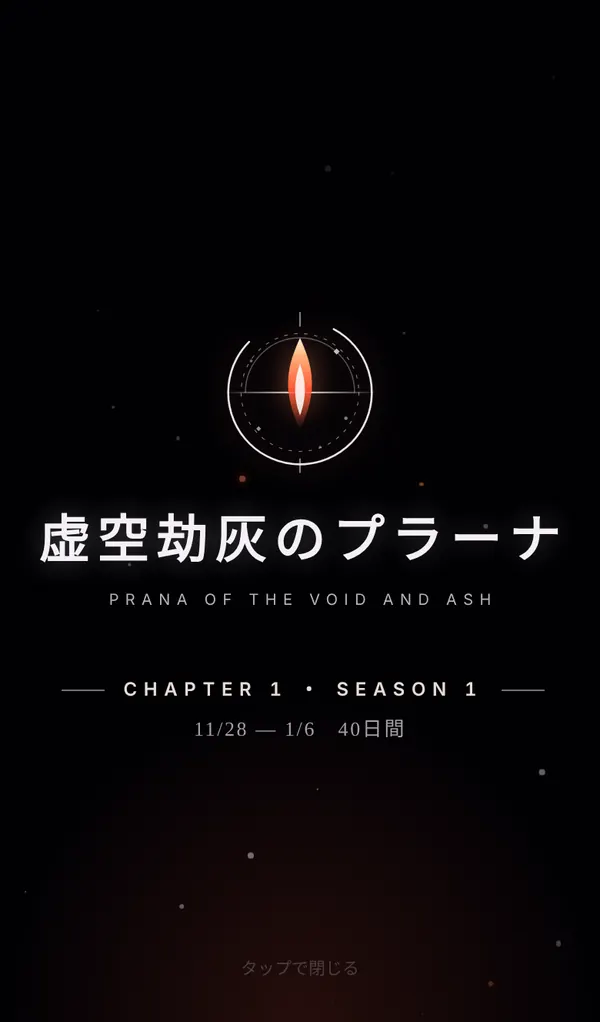 虚空劫灰のプラーナ
PRANA OF THE VOID AND ASH
CHAPTER 1 • SEASON 1
11/28 — 1/6　40日間
タップで閉じる